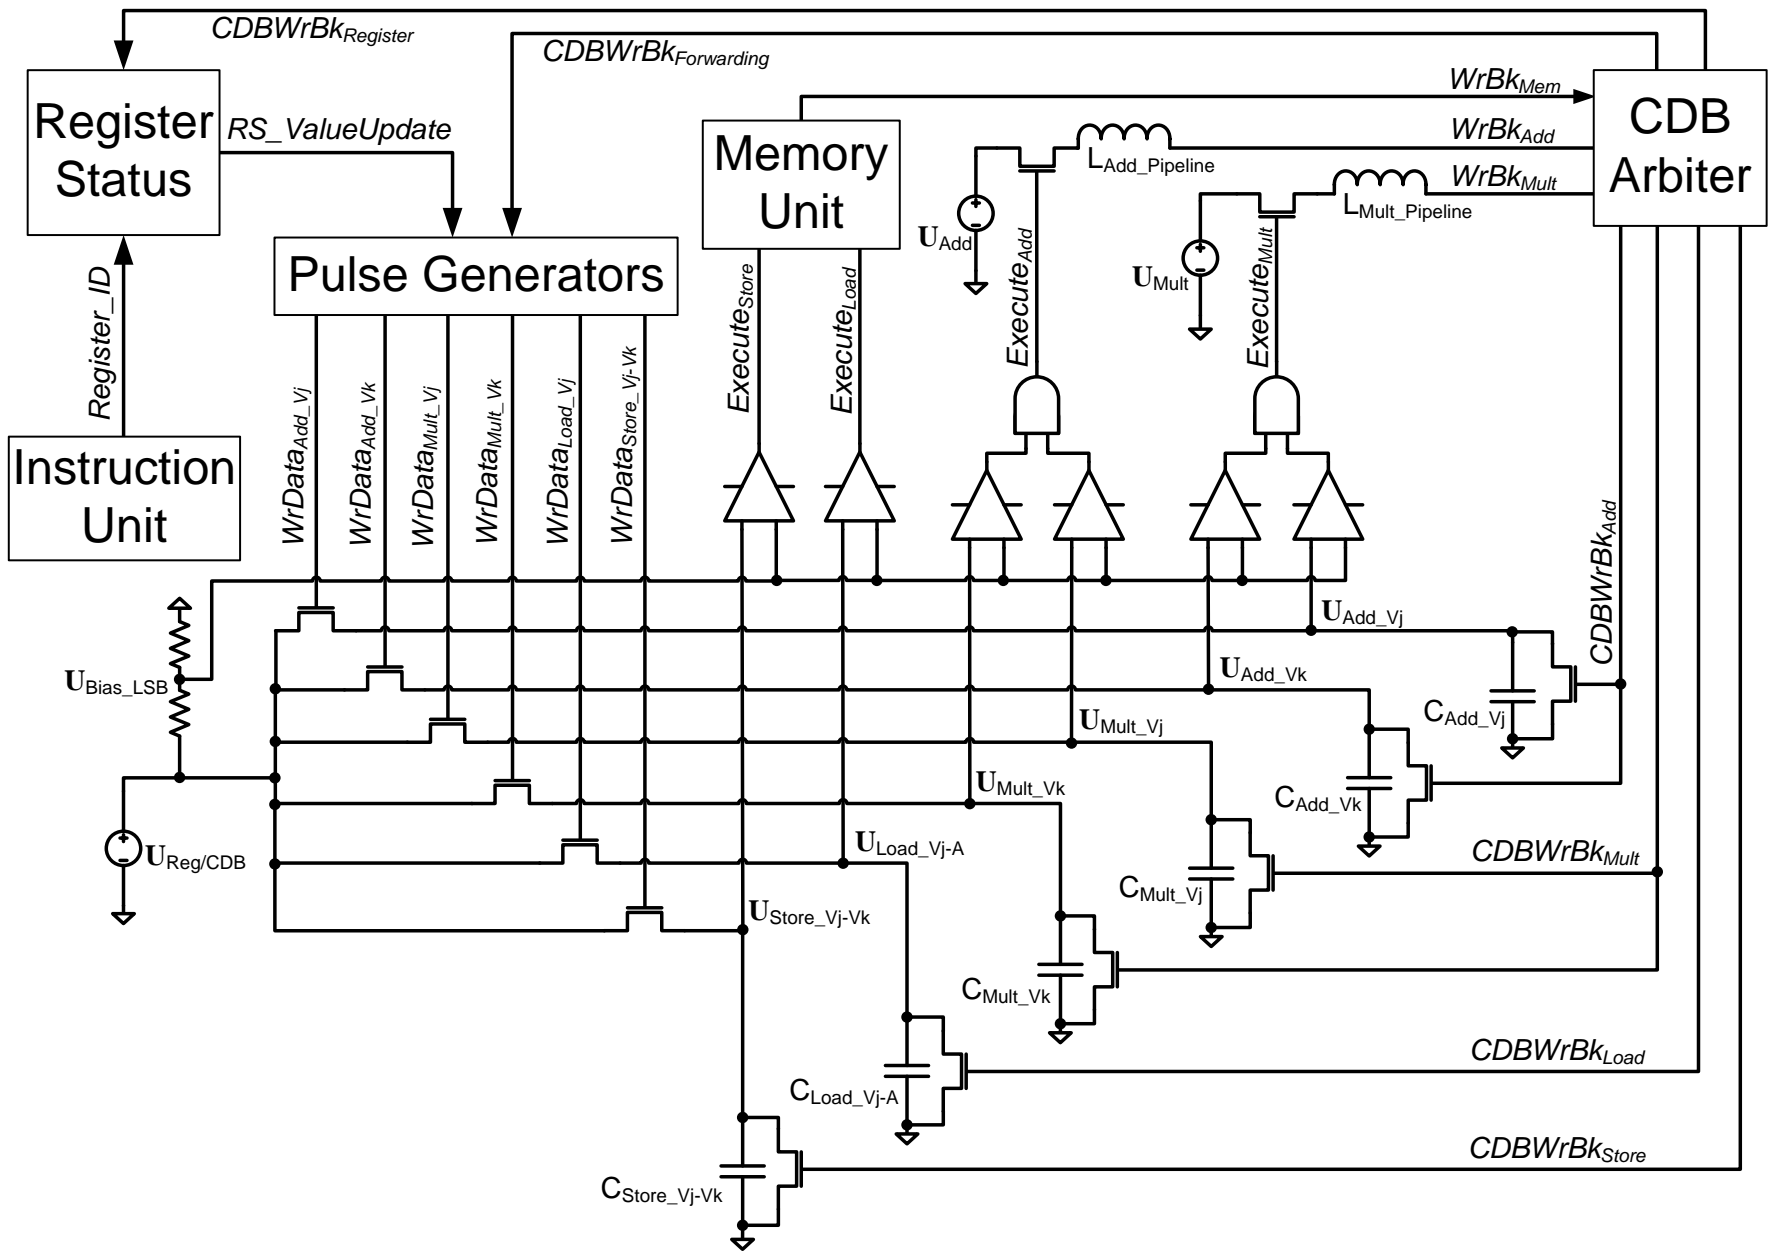 CDBWrBkRegister
CDBWrBkForwarding
Register
Status
RS_ValueUpdate
Memory
Unit
WrBkMem
WrBkAdd
WrBkMult
CDB
Arbiter
LAdd_Pipeline
LMult_Pipeline
UAdd
UMult
Pulse Generators
Register_ID
Instruction
Unit
WrDataAdd_Vj
WrDataAdd_Vk
WrDataMult_Vj
WrDataMult_Vk
WrDataLoad_Vj
WrDataStore_Vj-Vk
ExecuteStore
ExecuteLoad
ExecuteAdd
ExecuteMult
CDBWrBkAdd
UBias_LSB
UReg/CDB
UAdd_Vj
UAdd_Vk
UMult_Vj
UMult_Vk
ULoad_Vj-A
UStore_Vj-Vk
CAdd_Vj
CAdd_Vk
CDBWrBkMult
CMult_Vj
CMult_Vk
CDBWrBkLoad
CLoad_Vj-A
CDBWrBkStore
CStore_Vj-Vk